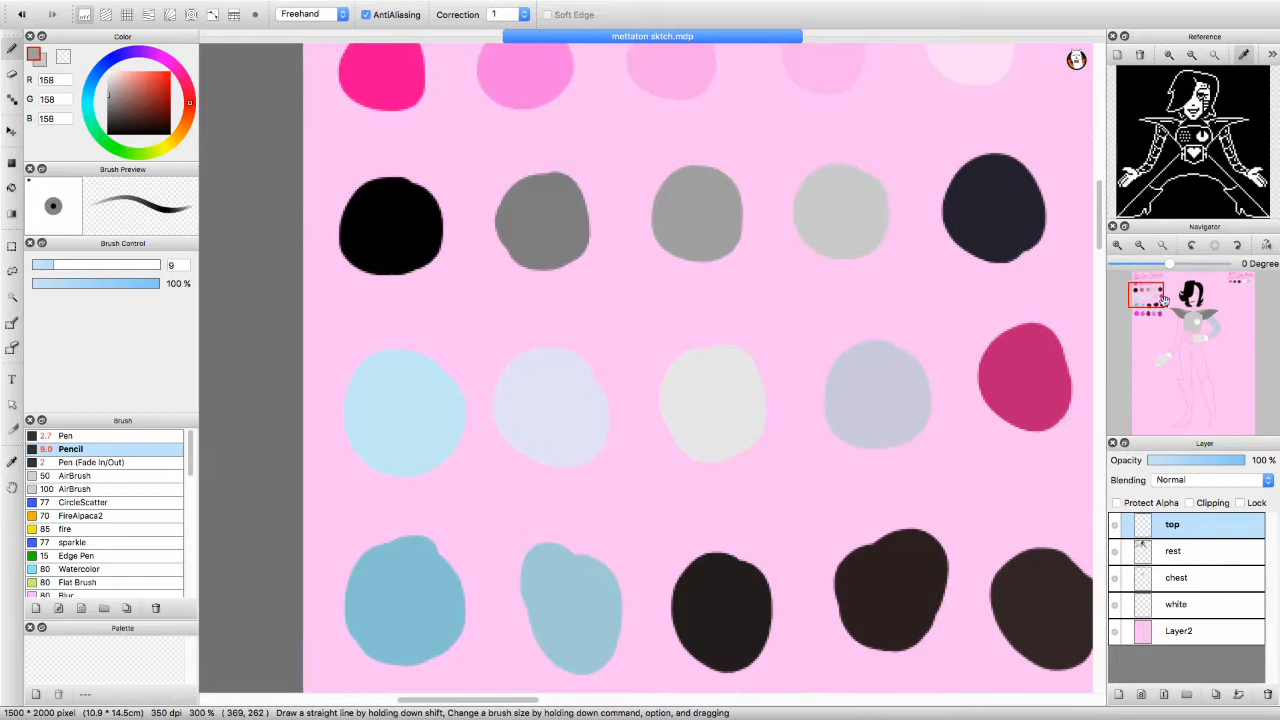 off
Freehand
AntiAliasing
Correction
1
Soft Edge
mettaton sktch.mdp
Color
R
158
G
158
B
158
Brush Preview
Brush Control
9
100 %
Brush
2.7 Pen
9.0 Pencil
2 Pen (Fade In/Out)
50 AirBrush
100 AirBrush
77 CircleScatter
70 FireAlpaca2
85 fire
77 sparkle
15 Edge Pen
80 Watercolor
80 Flat Brush
80 Blur
Palette
---
Reference
Navigator
0 Degree
Layer
Opacity
100 %
Blending
Normal
Protect Alpha
Clipping
Lock
top
rest
chest
white
Layer2
1500 * 2000 pixel (10.9 * 14.5cm) 350 dpi 300 % ( 369, 262 ) Draw a straight line by holding down shift, Change a brush size by holding down command, option, and dragging